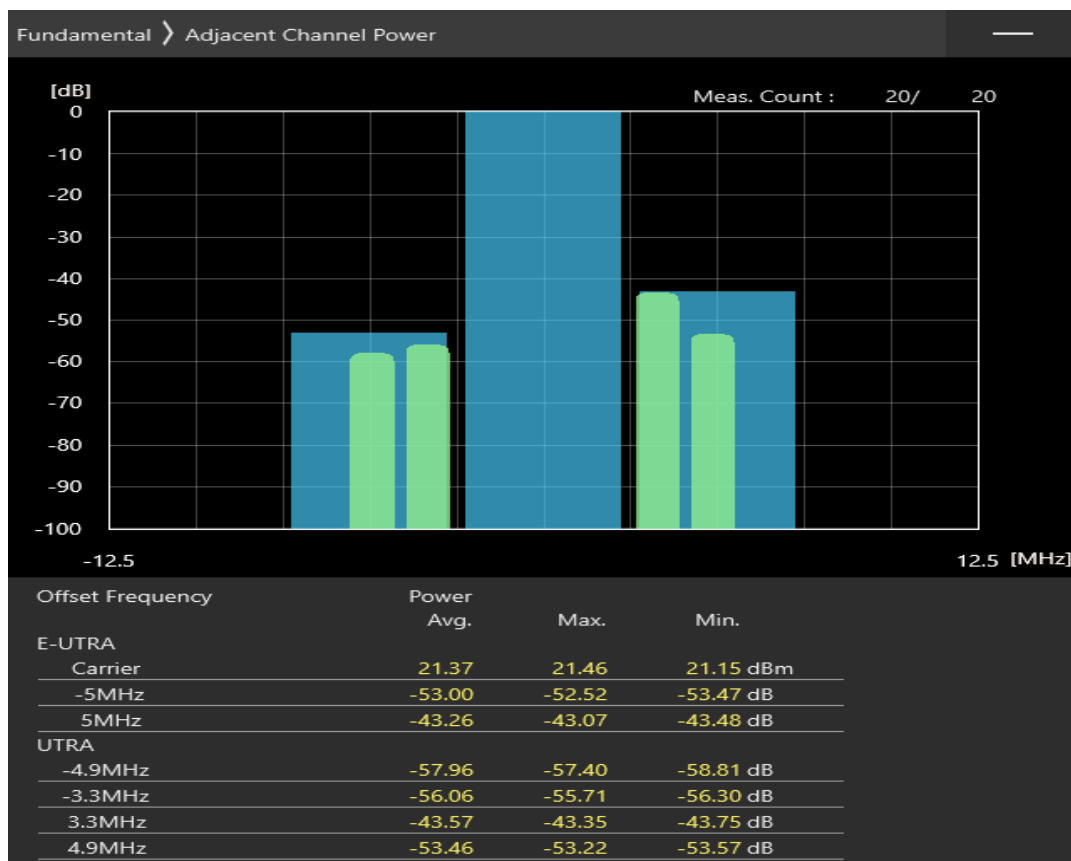 Fundamental ❯ Adjacent Channel Power
[dB]
Meas. Count : 20/ 20
0
-10
-20
-30
-40
-50
-60
-70
-80
-90
-100
-12.5 12.5 [MHz]
Offset Frequency Power
Avg. Max. Min.
E-UTRA
Carrier 21.37 21.46 21.15 dBm
-5MHz -53.00 -52.52 -53.47 dB
5MHz -43.26 -43.07 -43.48 dB
UTRA
-4.9MHz -57.96 -57.40 -58.81 dB
-3.3MHz -56.06 -55.71 -56.30 dB
3.3MHz -43.57 -43.35 -43.75 dB
4.9MHz -53.46 -53.22 -53.57 dB